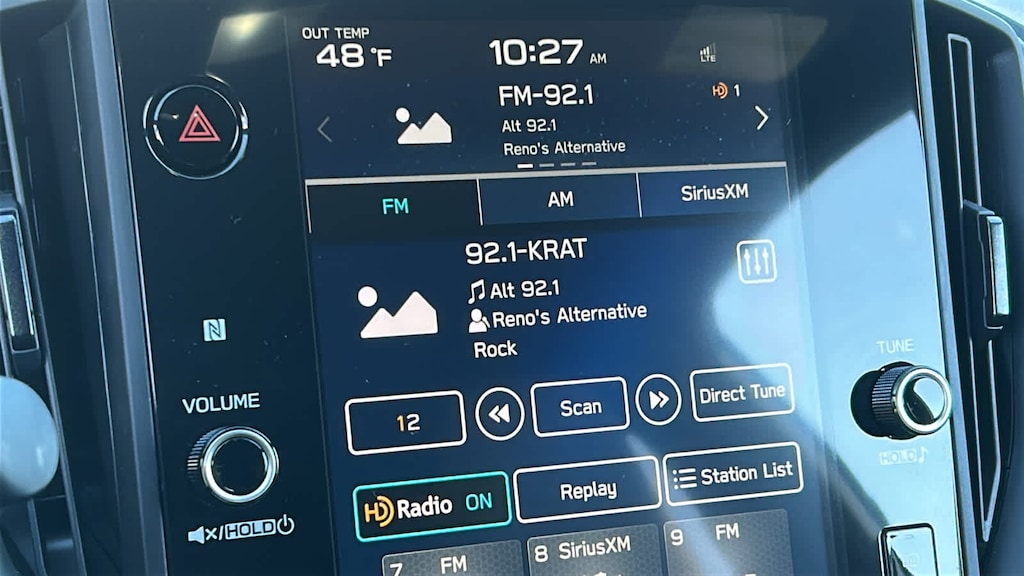 OUT TEMP
48 °F
10:27 AM
LTE
FM-92.1
HD 1
Alt 92.1
Reno's Alternative
FM
AM
SiriusXM
92.1-KRAT
Alt 92.1
Reno's Alternative
Rock
N
TUNE
VOLUME
12
Scan
Direct Tune
HOLD
HD Radio ON
Replay
Station List
/HOLD
7 FM
8 SiriusXM
9 FM